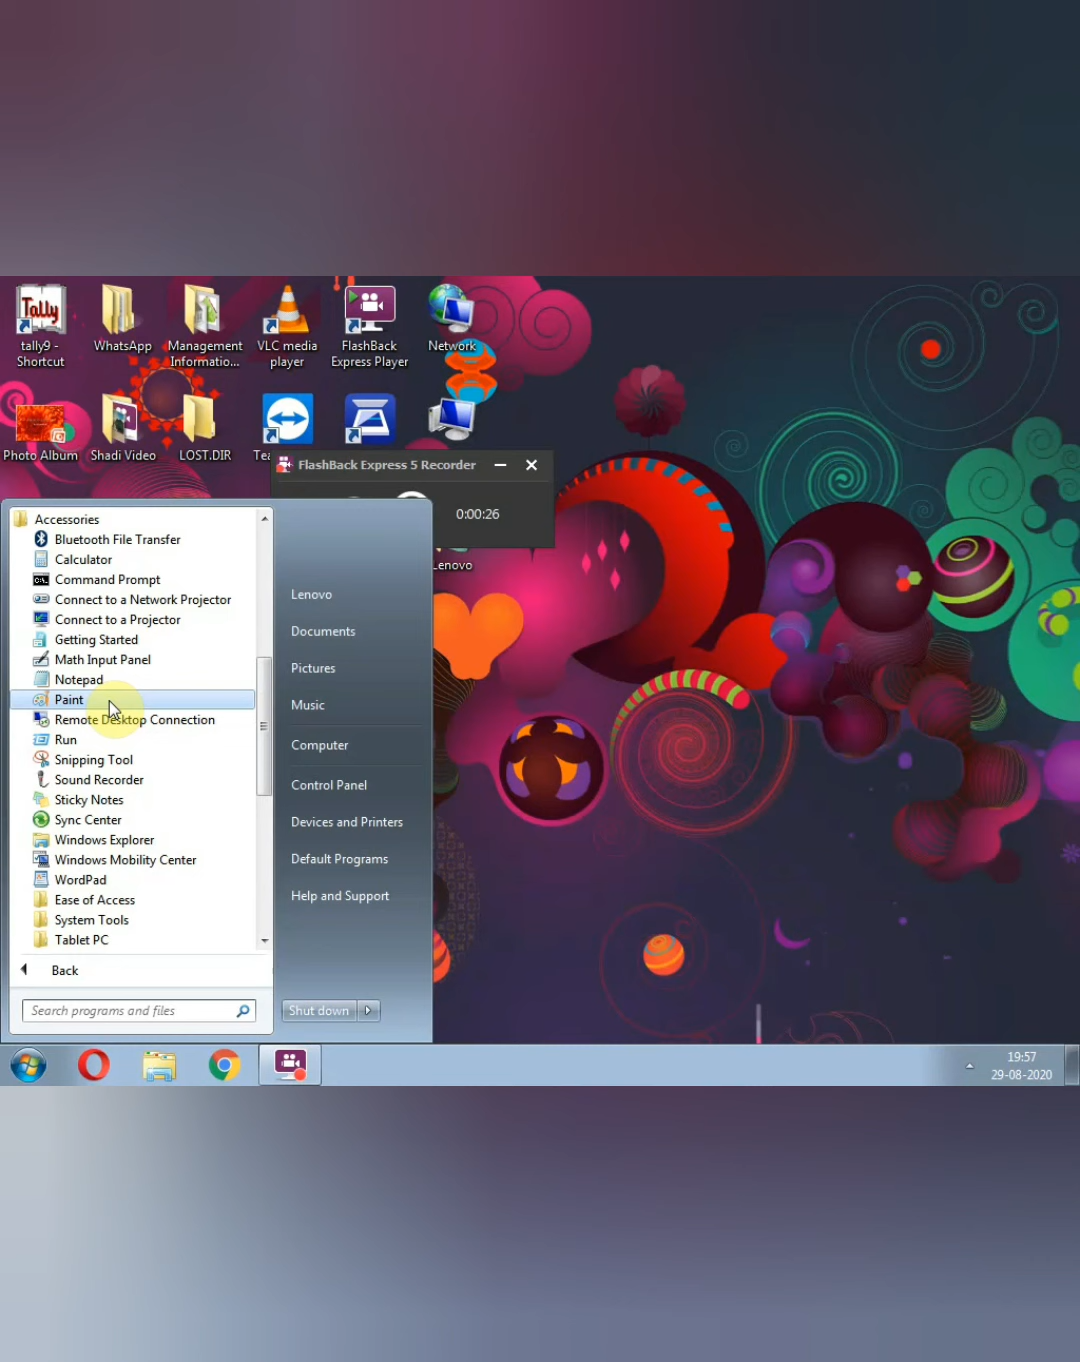 Tally
tally9 -
Shortcut
WhatsApp
Management
Informatio...
VLC media
player
FlashBack
Express Player
Network
Photo Album
Shadi Video
LOST.DIR
Tea
FlashBack Express 5 Recorder
0:00:26
Lenovo
Accessories
Bluetooth File Transfer
Calculator
Command Prompt
Connect to a Network Projector
Connect to a Projector
Getting Started
Math Input Panel
Notepad
Paint
Remote Desktop Connection
Run
Snipping Tool
Sound Recorder
Sticky Notes
Sync Center
Windows Explorer
Windows Mobility Center
WordPad
Ease of Access
System Tools
Tablet PC
Back
Search programs and files
Lenovo
Documents
Pictures
Music
Computer
Control Panel
Devices and Printers
Default Programs
Help and Support
Shut down
19:57
29-08-2020